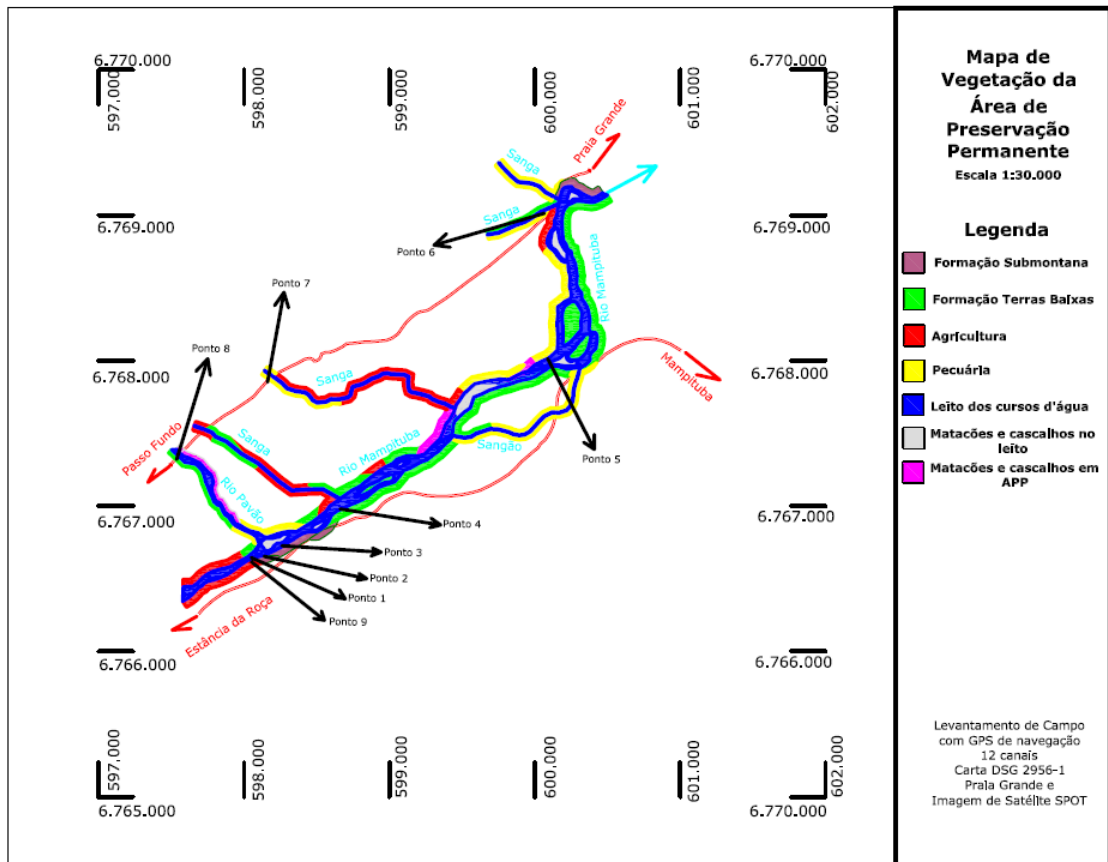 6.770.000
6.770.000
597.000
598.000
599.000
600.000
601.000
602.000
Praia Grande
Sanga
6.769.000
6.769.000
Sanga
Ponto 6
Rio Mampituba
Ponto 7
Ponto 8
6.768.000
6.768.000
Sanga
Mampituba
Passo Fundo
Sanga
Rio Mampituba
Sangão
Ponto 5
Rio Pavão
6.767.000
6.767.000
Ponto 4
Ponto 3
Ponto 2
Ponto 1
Ponto 9
Estância da Roça
6.766.000
6.766.000
597.000
598.000
599.000
600.000
601.000
602.000
6.765.000
6.770.000
Mapa de
Vegetação da
Área de
Preservação
Permanente
Escala 1:30.000
Legenda
Formação Submontana
Formação Terras Baixas
Agricultura
Pecuária
Leito dos cursos d'água
Matacões e cascalhos no
leito
Matacões e cascalhos em
APP
Levantamento de Campo
com GPS de navegação
12 canais
Carta DSG 2956-1
Praia Grande e
Imagem de Satélite SPOT